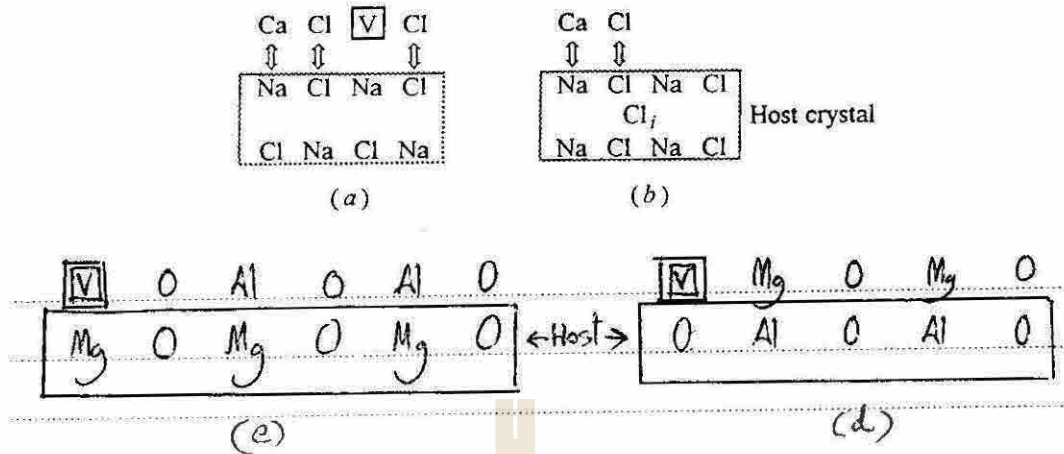 Ca Cl V Cl Ca Cl
⇕ ⇕ ⇕ ⇕ ⇕
Na Cl Na Cl Na Cl Na Cl
Cl_i Host crystal
Cl Na Cl Na Na Cl Na Cl
(a) (b)
V O Al O Al O V Mg O Mg O
Mg O Mg O Mg O ←Host→ O Al O Al O
(c) (d)